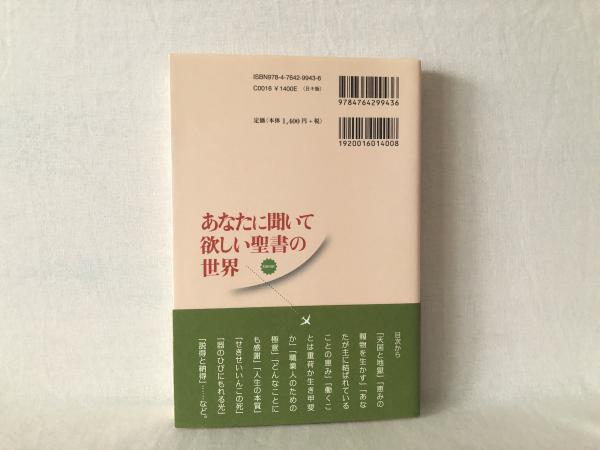 ISBN978-4-7642-9943-6
C0016 ¥1400E (日キ販)
定価(本体1,400円+税)
9784764299436
1920016014008
あなたに聞いて
欲しい聖書の
世界
目次から
「天国と地獄」「恵みの
賜物を生かす」「あな
たが主に結ばれている
ことの恵み」「働くこ
とは重荷か生き甲斐
か」「職業人のための
極意」「どんなことに
も感謝」「人生の本質」
「せきせいいんこの死」
「器のひびにもれる光」
「説得と納得」……など。